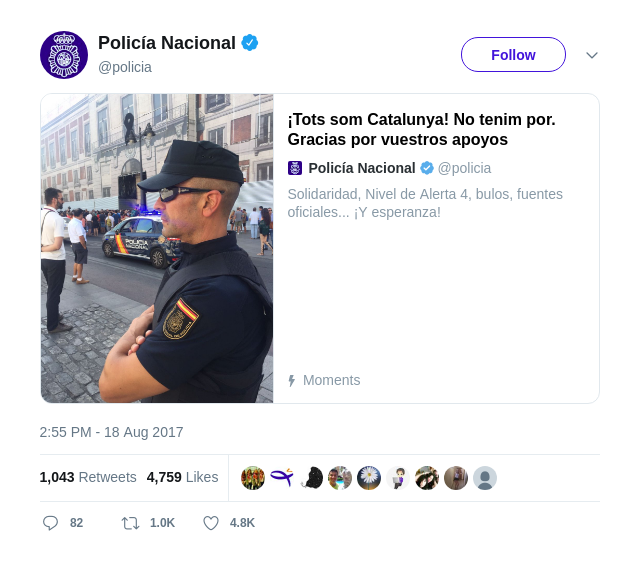 Policía Nacional
@policia
Follow
¡Tots som Catalunya! No tenim por.
Gracias por vuestros apoyos
Policía Nacional @policia
Solidaridad, Nivel de Alerta 4, bulos, fuentes
oficiales... ¡Y esperanza!
POLICIA
NACIONAL
Moments
2:55 PM - 18 Aug 2017
1,043 Retweets 4,759 Likes
82 1.0K 4.8K